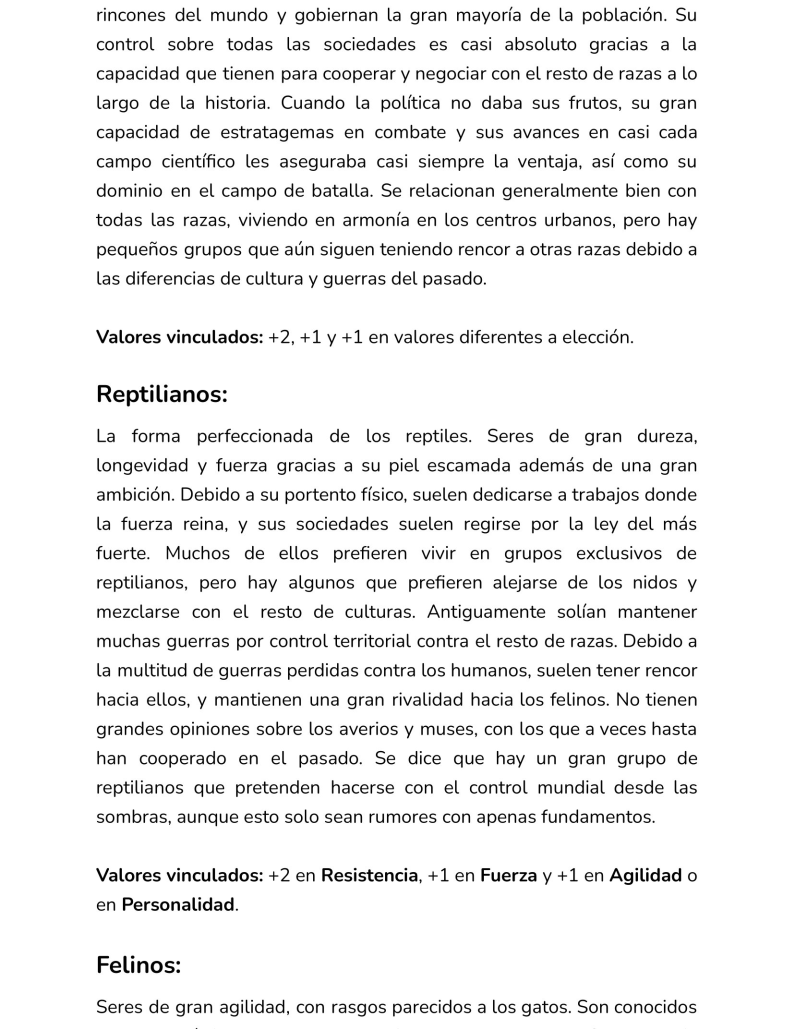 rincones del mundo y gobiernan la gran mayoría de la población. Su
control sobre todas las sociedades es casi absoluto gracias a la
capacidad que tienen para cooperar y negociar con el resto de razas a lo
largo de la historia. Cuando la política no daba sus frutos, su gran
capacidad de estratagemas en combate y sus avances en casi cada
campo científico les aseguraba casi siempre la ventaja, así como su
dominio en el campo de batalla. Se relacionan generalmente bien con
todas las razas, viviendo en armonía en los centros urbanos, pero hay
pequeños grupos que aún siguen teniendo rencor a otras razas debido a
las diferencias de cultura y guerras del pasado.
Valores vinculados: +2, +1 y +1 en valores diferentes a elección.
Reptilianos:
La forma perfeccionada de los reptiles. Seres de gran dureza,
longevidad y fuerza gracias a su piel escamada además de una gran
ambición. Debido a su portento físico, suelen dedicarse a trabajos donde
la fuerza reina, y sus sociedades suelen regirse por la ley del más
fuerte. Muchos de ellos prefieren vivir en grupos exclusivos de
reptilianos, pero hay algunos que prefieren alejarse de los nidos y
mezclarse con el resto de culturas. Antiguamente solían mantener
muchas guerras por control territorial contra el resto de razas. Debido a
la multitud de guerras perdidas contra los humanos, suelen tener rencor
hacia ellos, y mantienen una gran rivalidad hacia los felinos. No tienen
grandes opiniones sobre los averios y muses, con los que a veces hasta
han cooperado en el pasado. Se dice que hay un gran grupo de
reptilianos que pretenden hacerse con el control mundial desde las
sombras, aunque esto solo sean rumores con apenas fundamentos.
Valores vinculados: +2 en Resistencia, +1 en Fuerza y +1 en Agilidad o
en Personalidad.
Felinos:
Seres de gran agilidad, con rasgos parecidos a los gatos. Son conocidos